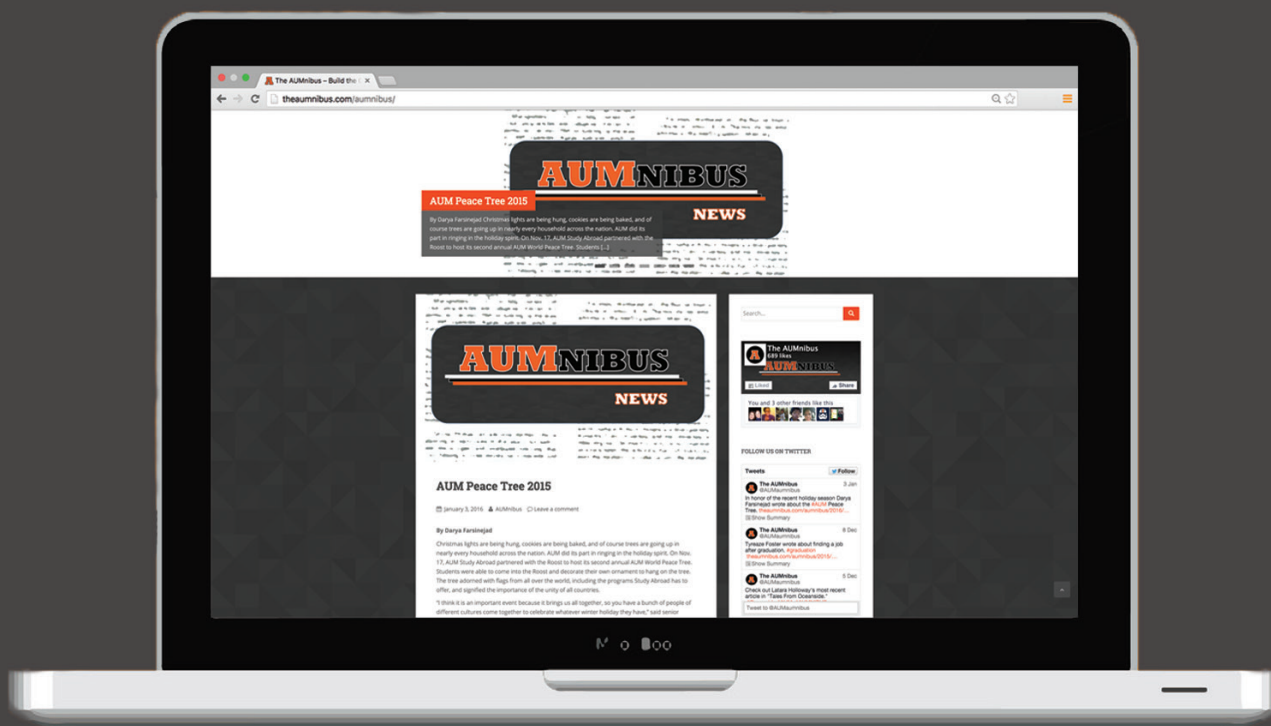 The AUMnibus – Build the
theaumnibus.com/aumnibus/
AUMNIBUS
NEWS
AUM Peace Tree 2015
By Darya Farsinejad Christmas lights are being hung, cookies are being baked, and of
course trees are going up in nearly every household across the nation. AUM did its
part in ringing in the holiday spirit. On Nov. 17, AUM Study Abroad partnered with the
Roost to host its second annual AUM World Peace Tree. Students [...]
AUMNIBUS
NEWS
AUM Peace Tree 2015
January 3, 2016 AUMnibus Leave a comment
By Darya Farsinejad
Christmas lights are being hung, cookies are being baked, and of course trees are going up in
nearly every household across the nation. AUM did its part in ringing in the holiday spirit. On Nov.
17, AUM Study Abroad partnered with the Roost to host its second annual AUM World Peace Tree.
Students were able to come into the Roost and decorate their own ornament to hang on the tree.
The tree adorned with flags from all over the world, including the programs Study Abroad has to
offer, and signified the importance of the unity of all countries.
"I think it is an important event because it brings us all together, so you have a bunch of people of
different cultures come together to celebrate whatever winter holiday they have," said senior
Search...
The AUMnibus
689 likes
AUMNIBUS
Liked Share
You and 3 other friends like this
FOLLOW US ON TWITTER
Tweets Follow
The AUMnibus 3 Jan
@AUMaumnibus
In honor of the recent holiday season Darya
Farsinejad wrote about the #AUM Peace
Tree. theaumnibus.com/aumnibus/2016/...
Show Summary
The AUMnibus 8 Dec
@AUMaumnibus
Tyreaze Foster wrote about finding a job
after graduation. #graduation
theaumnibus.com/aumnibus/2015/...
Show Summary
The AUMnibus 5 Dec
@AUMaumnibus
Check out Latara Holloway's most recent
article in "Tales From Oceanside."
Tweet to @AUMaumnibus